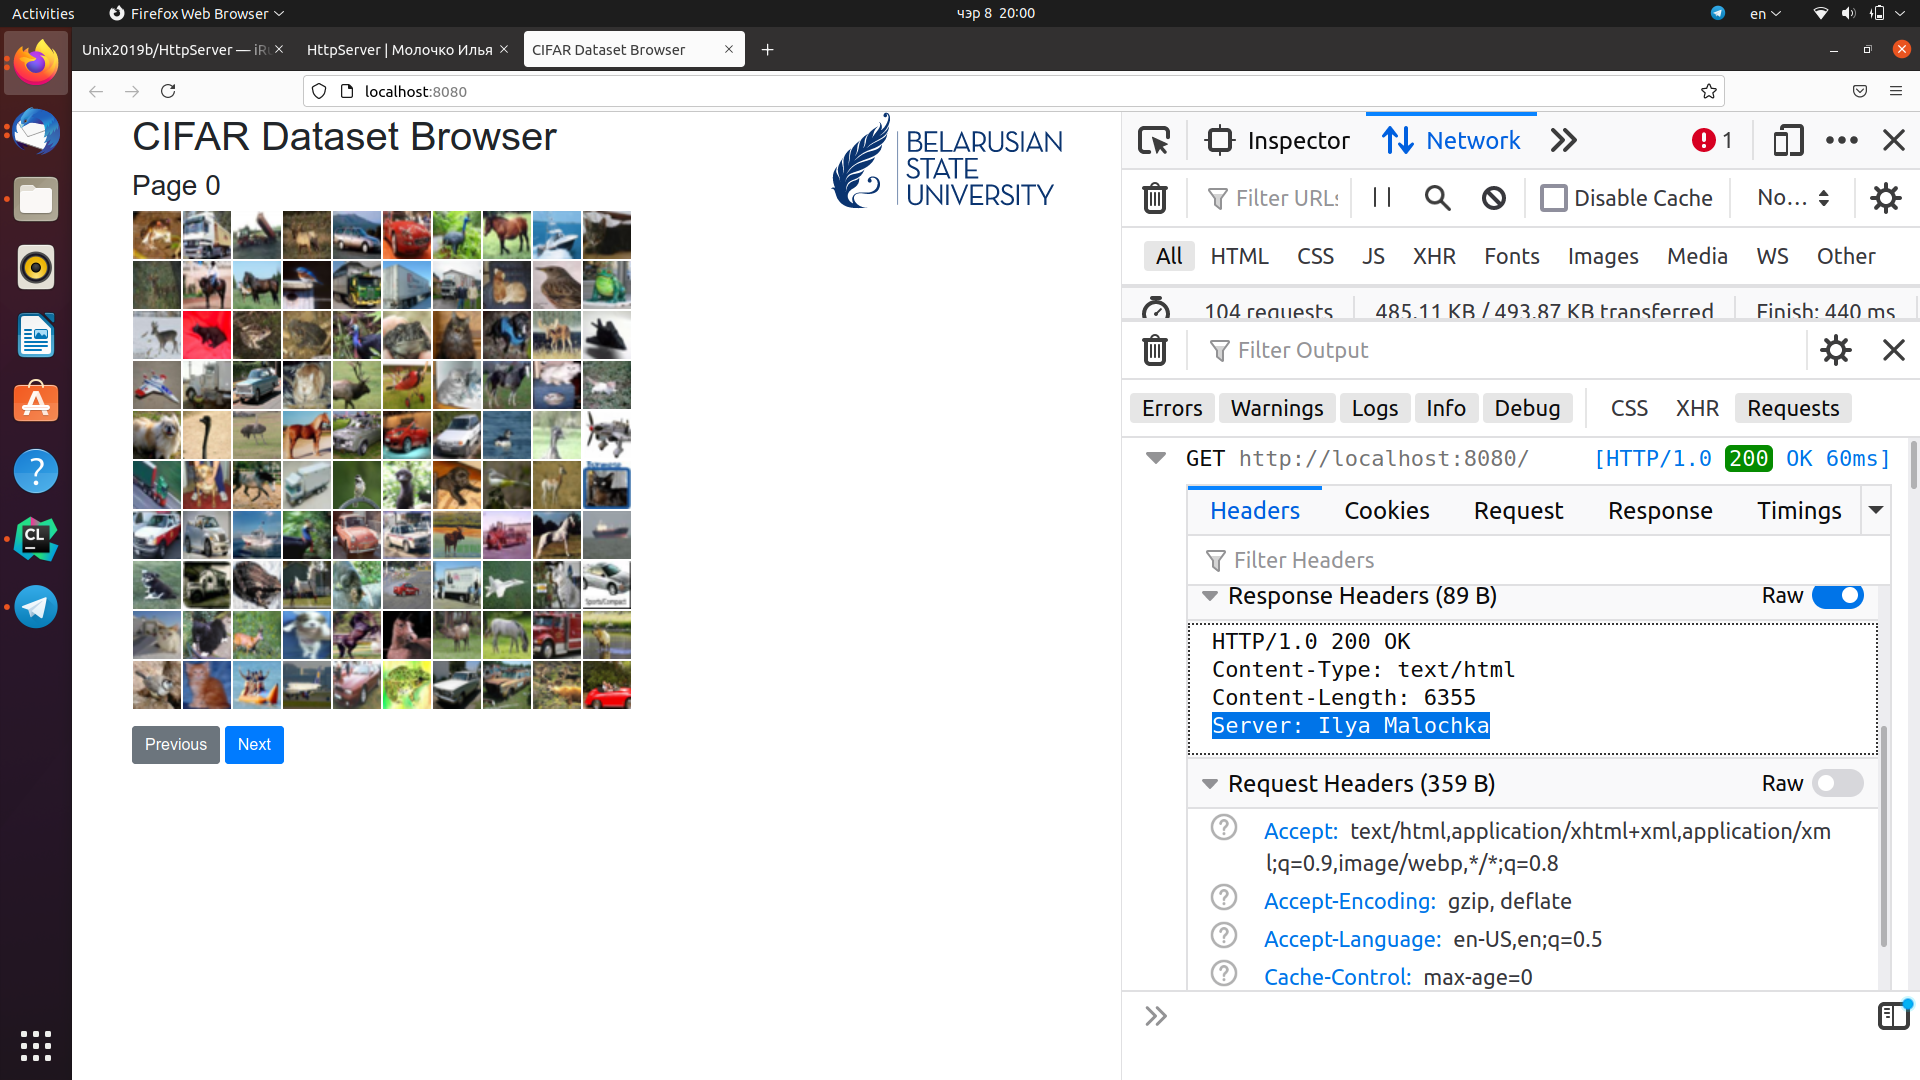 Activities
Firefox Web Browser
чэр 8 20:00
en
Unix2019b/HttpServer — iRu
HttpServer | Молочко Илья
CIFAR Dataset Browser
localhost:8080
CIFAR Dataset Browser
Page 0
BELARUSIAN
STATE
UNIVERSITY
Previous
Next
Inspector
Network
1
Filter URLs
Disable Cache
No...
All
HTML
CSS
JS
XHR
Fonts
Images
Media
WS
Other
104 requests
485.11 KB / 493.87 KB transferred
Finish: 440 ms
Filter Output
Errors
Warnings
Logs
Info
Debug
CSS
XHR
Requests
GET http://localhost:8080/
[HTTP/1.0 200 OK 60ms]
Headers
Cookies
Request
Response
Timings
Filter Headers
Response Headers (89 B)
Raw
HTTP/1.0 200 OK
Content-Type: text/html
Content-Length: 6355
Server: Ilya Malochka
Request Headers (359 B)
Raw
Accept: text/html,application/xhtml+xml,application/xm
l;q=0.9,image/webp,*/*;q=0.8
Accept-Encoding: gzip, deflate
Accept-Language: en-US,en;q=0.5
Cache-Control: max-age=0